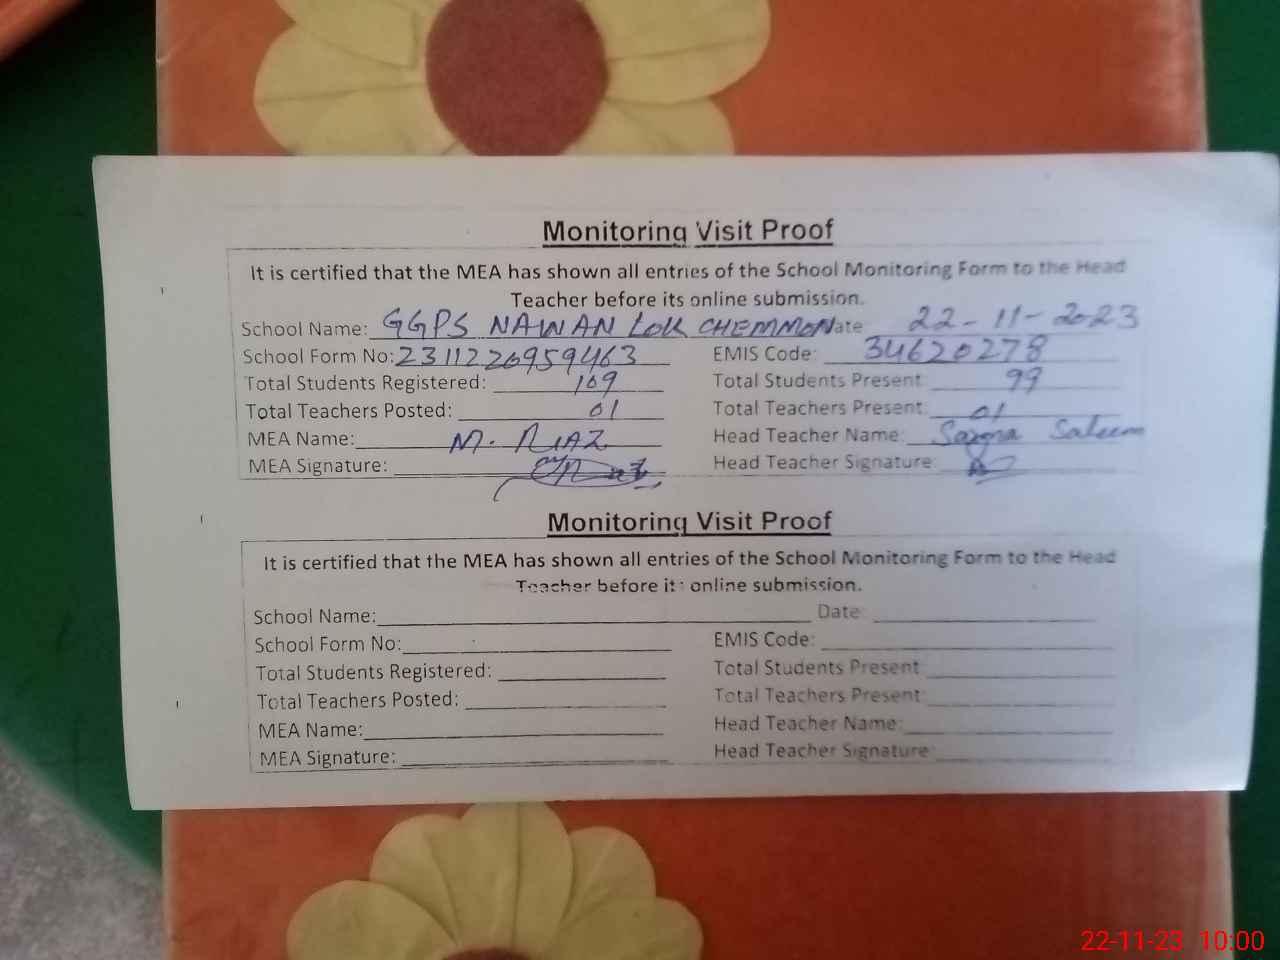 Monitoring Visit Proof
It is certified that the MEA has shown all entries of the School Monitoring Form to the Head
Teacher before its online submission.
School Name: GGPS NAWAN LOK CHEMMON ate 22-11-2023
School Form No: 2311220959463 EMIS Code: 34620278
Total Students Registered: 109 Total Students Present 99
Total Teachers Posted: 01 Total Teachers Present 01
MEA Name: M. RIAZ Head Teacher Name: Saleem
MEA Signature: Head Teacher Signature:
Monitoring Visit Proof
It is certified that the MEA has shown all entries of the School Monitoring Form to the Head
Teacher before its online submission.
School Name: Date
School Form No: EMIS Code:
Total Students Registered: Total Students Present
Total Teachers Posted: Total Teachers Present
MEA Name: Head Teacher Name:
MEA Signature: Head Teacher Signature
22-11-23 10:00